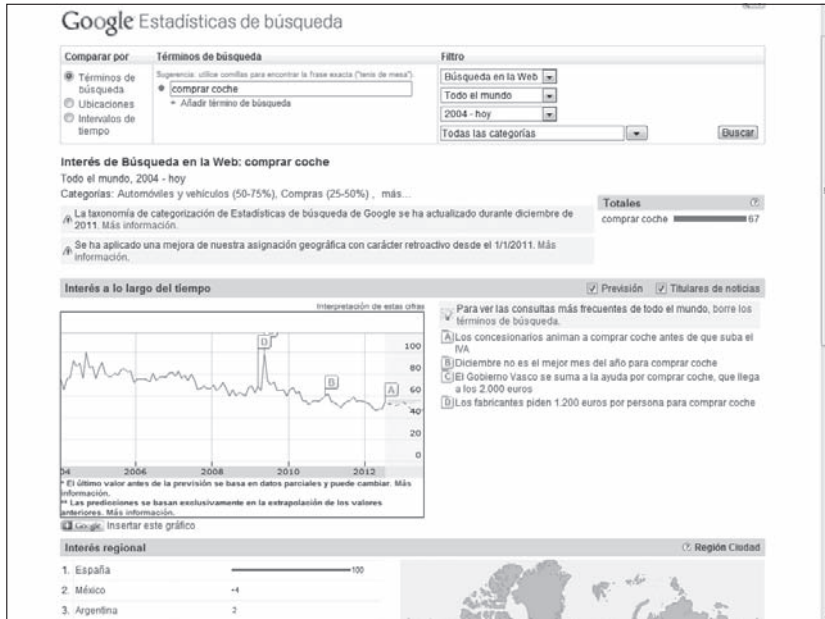 Google Estadísticas de búsqueda
Comparar por
Términos de búsqueda
Filtro
Términos de
búsqueda
Ubicaciones
Intervalos de
tiempo
Sugerencia: utilice comillas para encontrar la frase exacta ("tenis de mesa").
comprar coche
+ Añadir término de búsqueda
Búsqueda en la Web
Todo el mundo
2004 - hoy
Todas las categorías
Buscar
Interés de Búsqueda en la Web: comprar coche
Todo el mundo, 2004 - hoy
Categorías: Automóviles y vehículos (50-75%), Compras (25-50%) , más...
La taxonomía de categorización de Estadísticas de búsqueda de Google se ha actualizado durante diciembre de
2011. Más información.
Se ha aplicado una mejora de nuestra asignación geográfica con carácter retroactivo desde el 1/1/2011. Más
información.
Totales
comprar coche 67
Interés a lo largo del tiempo
Previsión
Titulares de noticias
Interpretación de estas cifras
D
B
A
100
80
60
40
20
0
04 2006 2008 2010 2012
* El último valor antes de la previsión se basa en datos parciales y puede cambiar. Más
información.
** Las predicciones se basan exclusivamente en la extrapolación de los valores
anteriores. Más información.
Google Insertar este gráfico
Para ver las consultas más frecuentes de todo el mundo, borre los
términos de búsqueda.
A Los concesionarios animan a comprar coche antes de que suba el
IVA
B Diciembre no es el mejor mes del año para comprar coche
C El Gobierno Vasco se suma a la ayuda por comprar coche, que llega
a los 2.000 euros
D Los fabricantes piden 1.200 euros por persona para comprar coche
Interés regional
Región Ciudad
1. España 100
2. México 4
3. Argentina 2